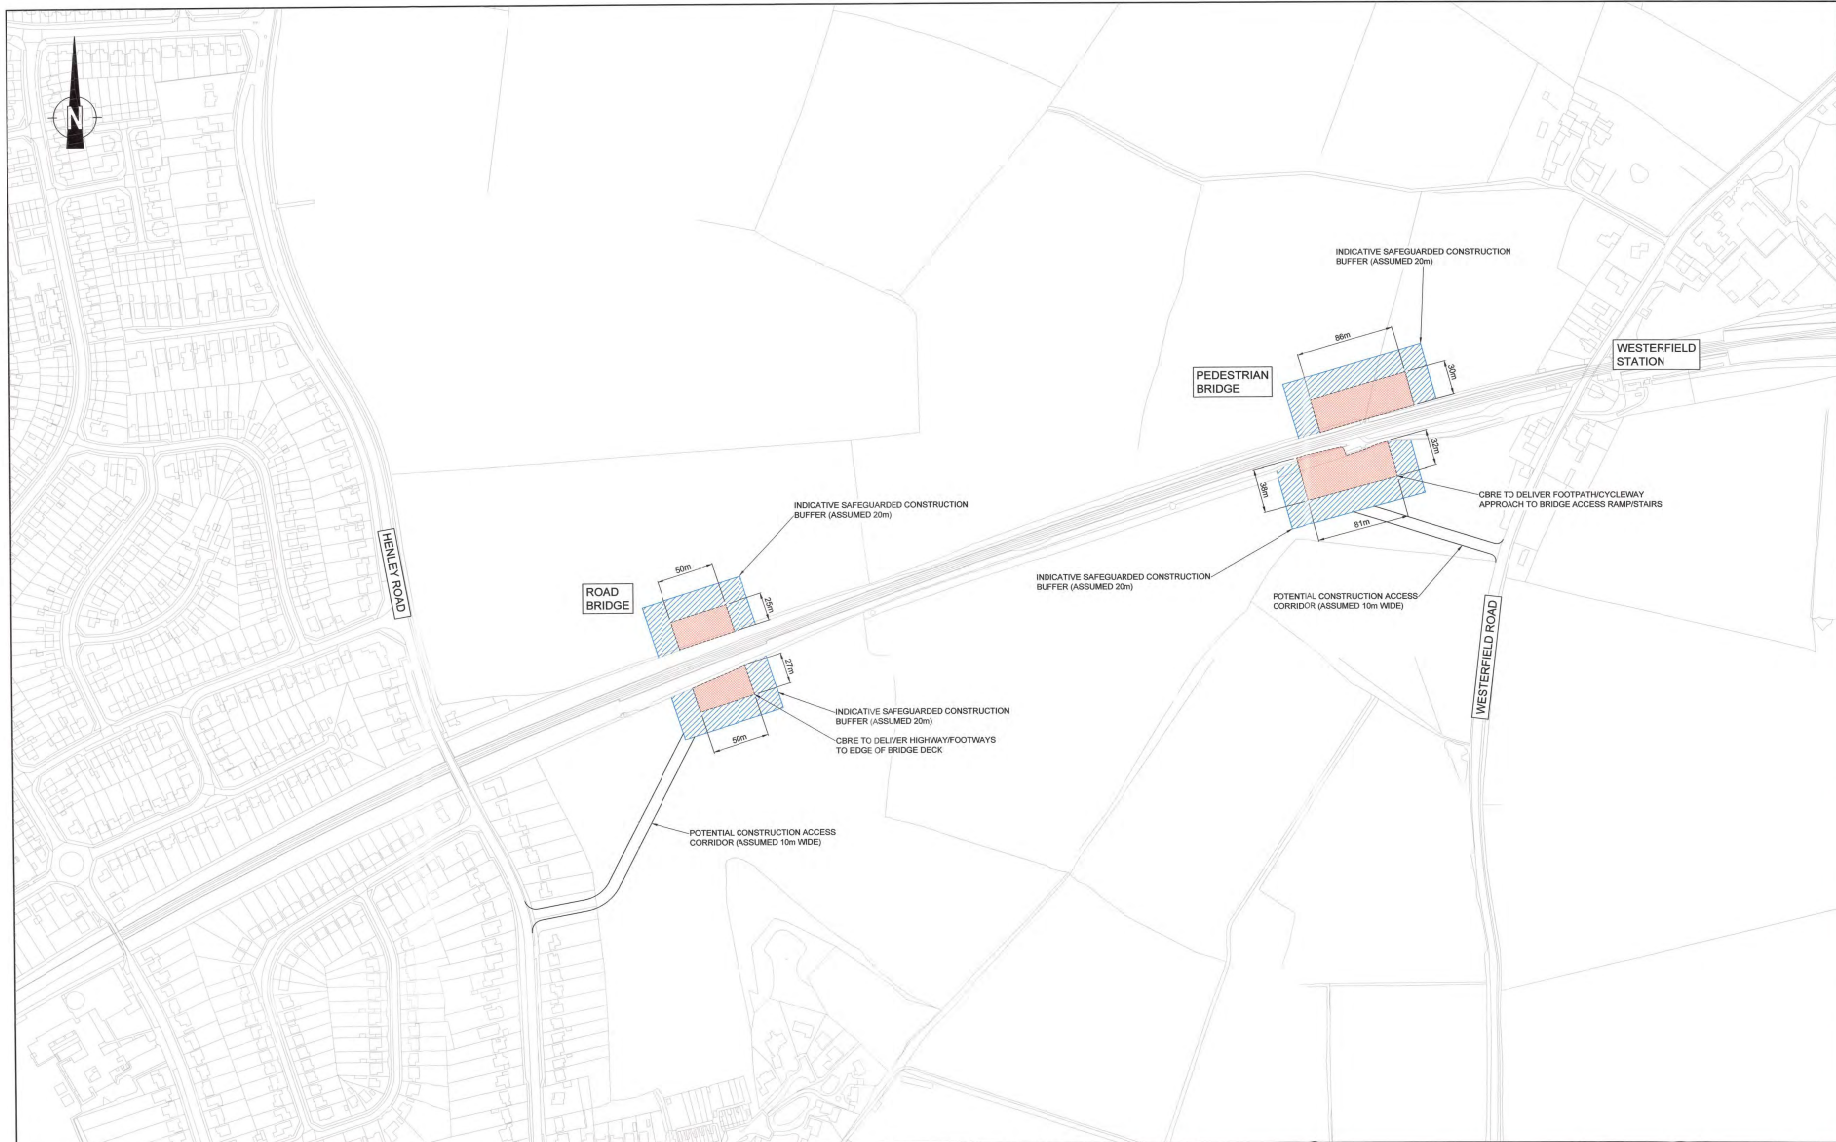 N
INDICATIVE SAFEGUARDED CONSTRUCTION
BUFFER (ASSUMED 20m)
86m
30m
WESTERFIELD
STATION
PEDESTRIAN
BRIDGE
32m
38m
81m
CBRE TO DELIVER FOOTPATH/CYCLEWAY
APPROACH TO BRIDGE ACCESS RAMP/STAIRS
INDICATIVE SAFEGUARDED CONSTRUCTION
BUFFER (ASSUMED 20m)
HENLEY ROAD
50m
25m
ROAD
BRIDGE
INDICATIVE SAFEGUARDED CONSTRUCTION
BUFFER (ASSUMED 20m)
POTENTIAL CONSTRUCTION ACCESS
CORRIDOR (ASSUMED 10m WIDE)
WESTERFIELD ROAD
27m
INDICATIVE SAFEGUARDED CONSTRUCTION
BUFFER (ASSUMED 20m)
50m
CBRE TO DELIVER HIGHWAY/FOOTWAYS
TO EDGE OF BRIDGE DECK
POTENTIAL CONSTRUCTION ACCESS
CORRIDOR (ASSUMED 10m WIDE)